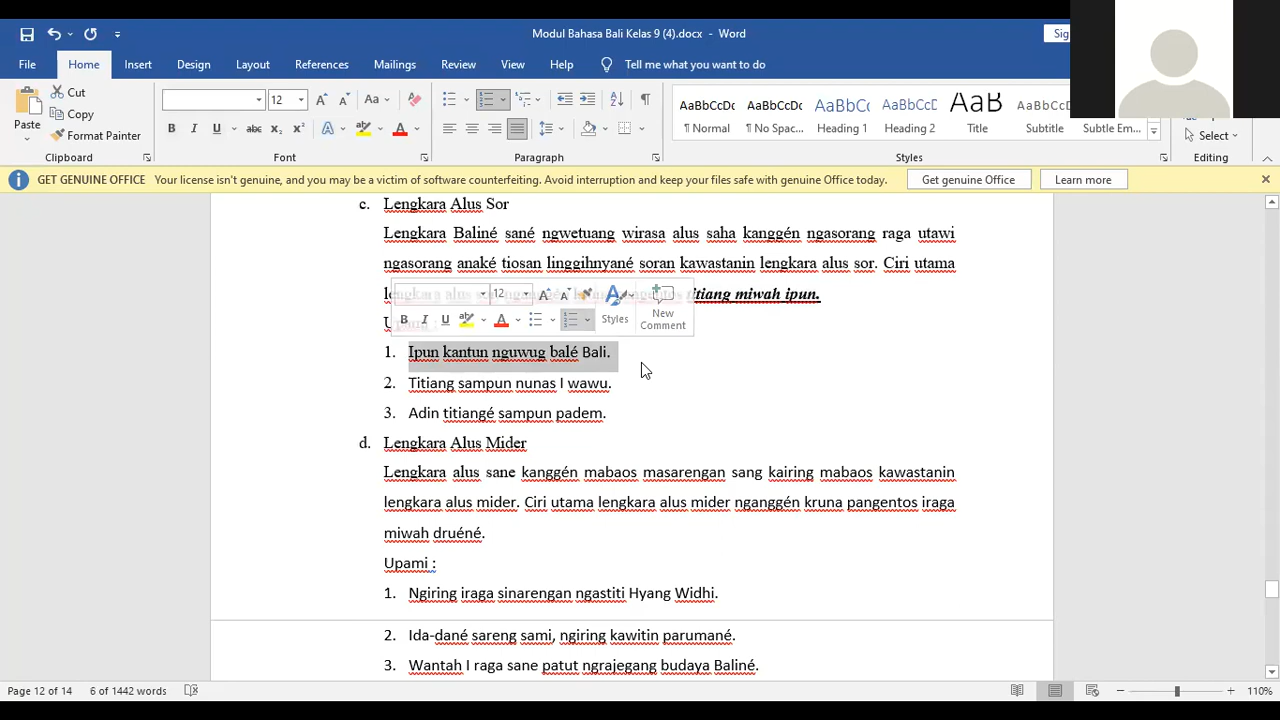 Modul Bahasa Bali Kelas 9 (4).docx - Word
File Home Insert Design Layout References Mailings Review View Help Tell me what you want to do
Cut
Copy
Format Painter
Paste
12
Aa
AaBbCcDc AaBbCcDc AaBbCc AaBbCcD AaB AaBbCcD AaBbCcDc
¶ Normal ¶ No Spac... Heading 1 Heading 2 Title Subtitle Subtle Em...
Select
Clipboard Font Paragraph Styles Editing
GET GENUINE OFFICE Your license isn't genuine, and you may be a victim of software counterfeiting. Avoid interruption and keep your files safe with genuine Office today. Get genuine Office Learn more
c. Lengkara Alus Sor
Lengkara Baliné sané ngwetuang wirasa alus saha kanggén ngasorang raga utawi
ngasorang anaké tiosan linggihnyané soran kawastanin lengkara alus sor. Ciri utama
titiang miwah ipun.
12
Styles New Comment
1. Ipun kantun nguwug balé Bali.
2. Titiang sampun nunas I wawu.
3. Adin titiangé sampun padem.
d. Lengkara Alus Mider
Lengkara alus sane kanggén mabaos masarengan sang kairing mabaos kawastanin
lengkara alus mider. Ciri utama lengkara alus mider nganggén kruna pangentos iraga
miwah druéné.
Upami :
1. Ngiring iraga sinarengan ngastiti Hyang Widhi.
2. Ida-dané sareng sami, ngiring kawitin parumané.
3. Wantah I raga sane patut ngrajegang budaya Baliné.
Page 12 of 14 6 of 1442 words 110%